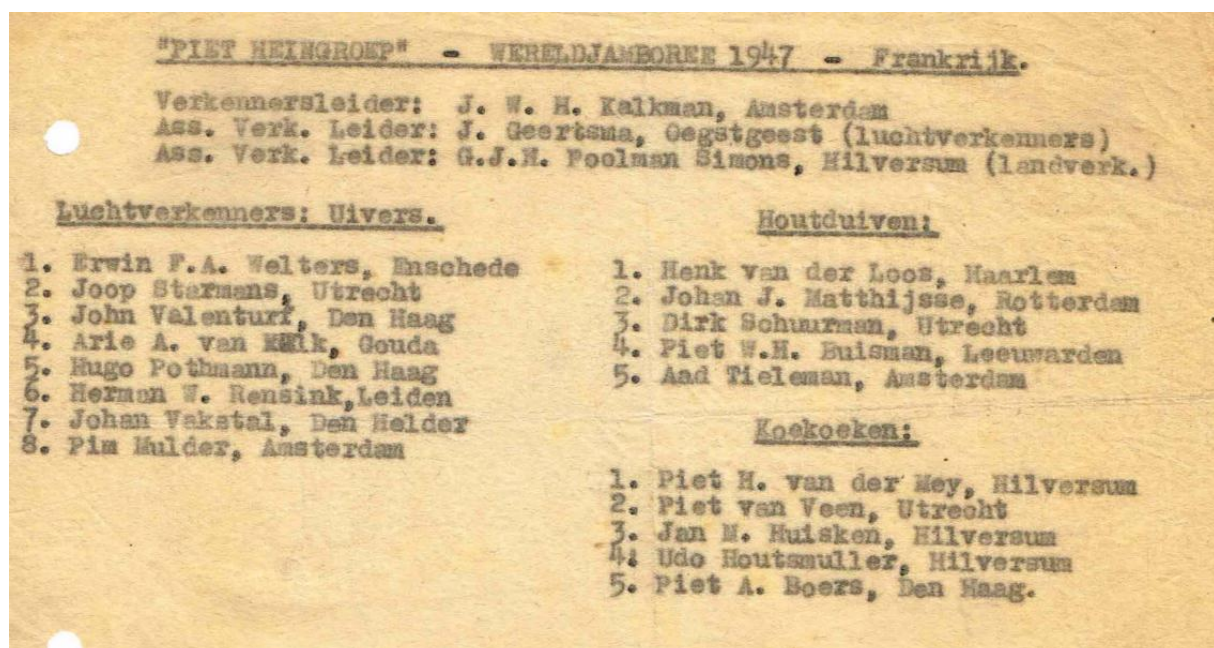 "PIET HEINGROEP" - WERELDJAMBOREE 1947 - Frankrijk.
Verkennersleider: J. W. H. Kalkman, Amsterdam
Ass. Verk. Leider: J. Geertsma, Oegstgeest (luchtverkenners)
Ass. Verk. Leider: G.J.H. Poolman Simons, Hilversum (landverk.)
Luchtverkenners: Uivers.
1. Erwin F.A. Welters, Enschede
2. Joop Starmans, Utrecht
3. John Valenturf, Den Haag
4. Arie A. van Mulk, Gouda
5. Hugo Pothmann, Den Haag
6. Herman W. Rensink,Leiden
7. Johan Vakstal, Den Helder
8. Pim Mulder, Amsterdam
Houtduiven:
1. Henk van der Loos, Haarlem
2. Johan J. Matthijsse, Rotterdam
3. Dirk Schuurman, Utrecht
4. Piet W.H. Buisman, Leeuwarden
5. Aad Tieleman, Amsterdam
Koekoeken:
1. Piet H. van der Mey, Hilversum
2. Piet van Veen, Utrecht
3. Jan M. Huisken, Hilversum
4: Udo Houtsmuller, Hilversum
5. Piet A. Boers, Den Haag.